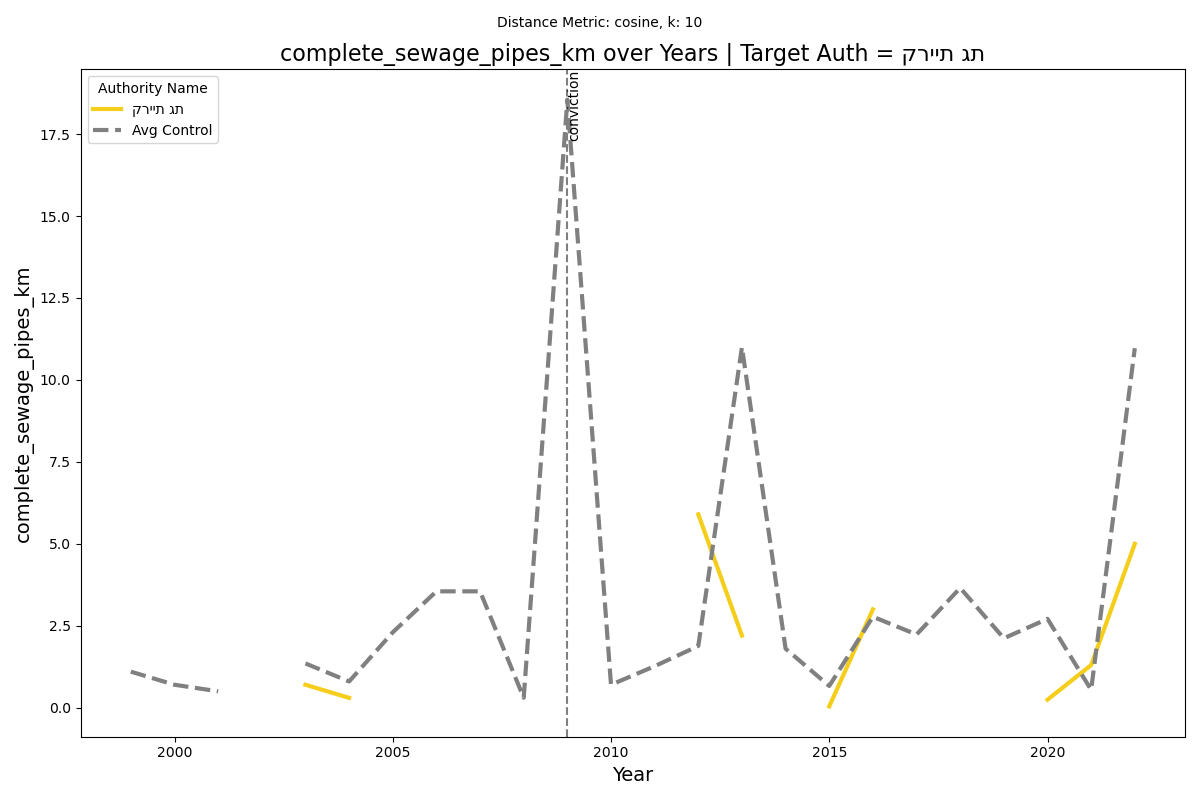 Distance Metric: cosine, k: 10
complete_sewage_pipes_km over Years | Target Auth = קריית גת
Authority Name
קריית גת
Avg Control
conviction
complete_sewage_pipes_km
17.5
15.0
12.5
10.0
7.5
5.0
2.5
0.0
2000
2005
2010
2015
2020
Year